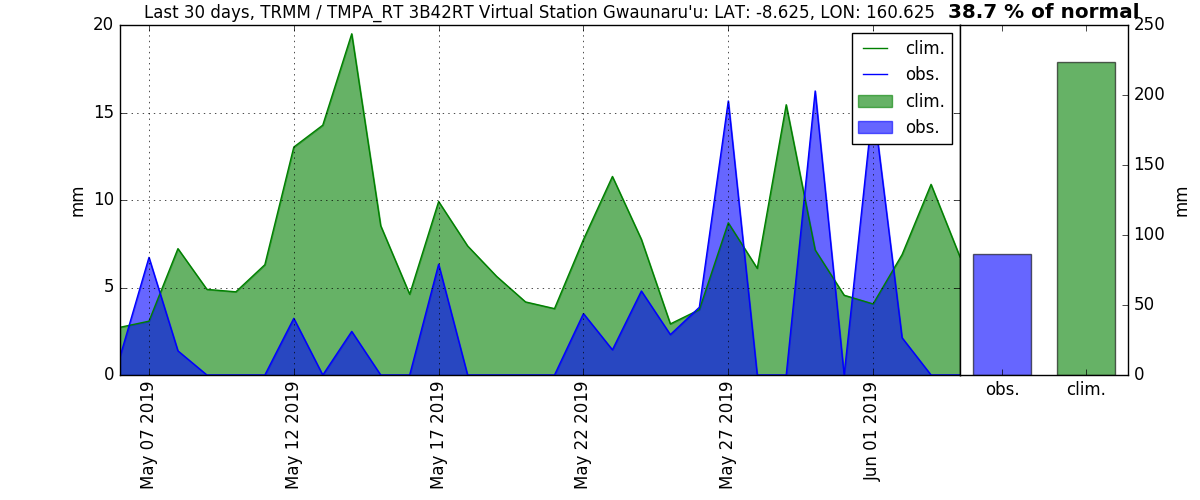 Last 30 days, TRMM / TMPA_RT 3B42RT Virtual Station Gwaunaru'u: LAT: -8.625, LON: 160.625
38.7 % of normal
20
15
10
5
0
mm
clim.
obs.
clim.
obs.
May 07 2019
May 12 2019
May 17 2019
May 22 2019
May 27 2019
Jun 01 2019
250
200
150
100
50
0
mm
obs.
clim.